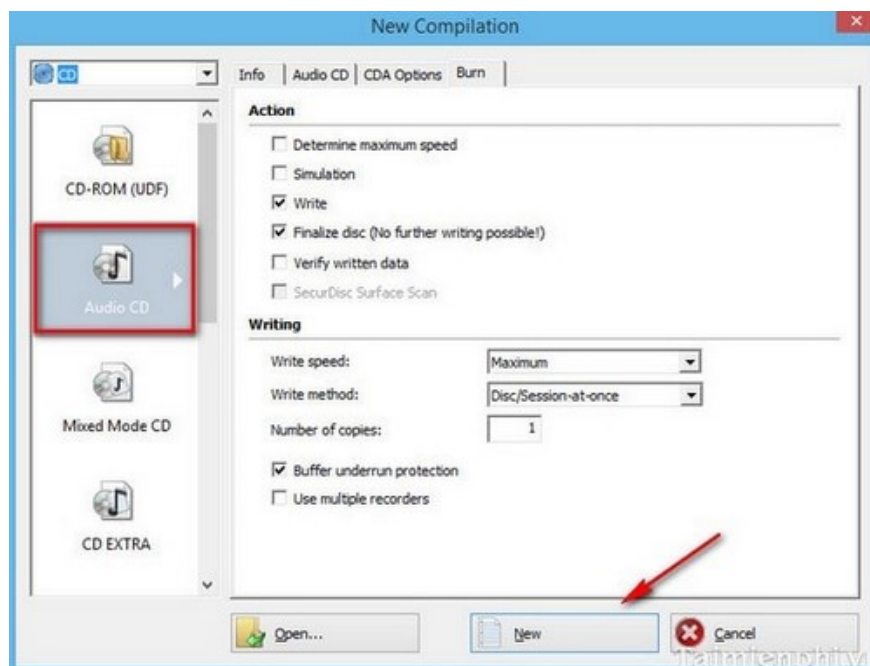 New Compilation
CD
Info Audio CD CDA Options Burn
Action
Determine maximum speed
Simulation
Write
Finalize disc (No further writing possible!)
Verify written data
SecurDisc Surface Scan
Writing
Write speed: Maximum
Write method: Disc/Session-at-once
Number of copies: 1
Buffer underrun protection
Use multiple recorders
CD-ROM (UDF)
Audio CD
Mixed Mode CD
CD EXTRA
Open... New Cancel